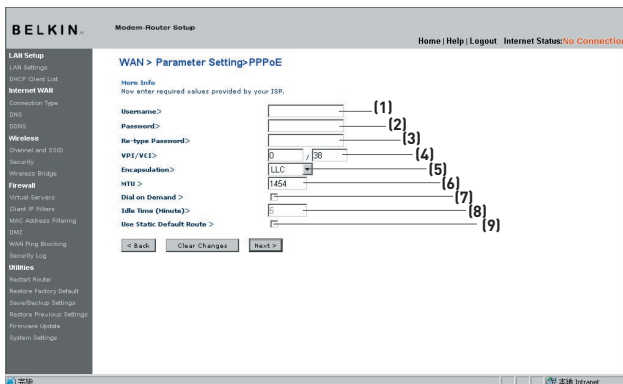 BELKIN.
Modem-Router Setup
Home | Help | Logout Internet Status:No Connection
LAN Setup
LAN Settings
DHCP Client List
Internet WAN
Connection Type
DNS
DDNS
Wireless
Channel and SSID
Security
Wireless Bridge
Firewall
Virtual Servers
Client IP Filters
MAC Address Filtering
DMZ
WAN Ping Blocking
Security Log
Utilities
Restart Router
Restore Factory Default
Save/Backup Settings
Restore Previous Settings
Firmware Update
System Settings
WAN > Parameter Setting>PPPoE
More Info
Now enter required values provided by your ISP.
Username> (1)
Password> (2)
Re-type Password> (3)
VPI/VCI> 0 / 38 (4)
Encapsulation> LLC (5)
MTU > 1454 (6)
Dial on Demand > (7)
Idle Time (Minute)> 5 (8)
Use Static Default Route > (9)
< Back Clear Changes Next >
完毕 本地 Intranet